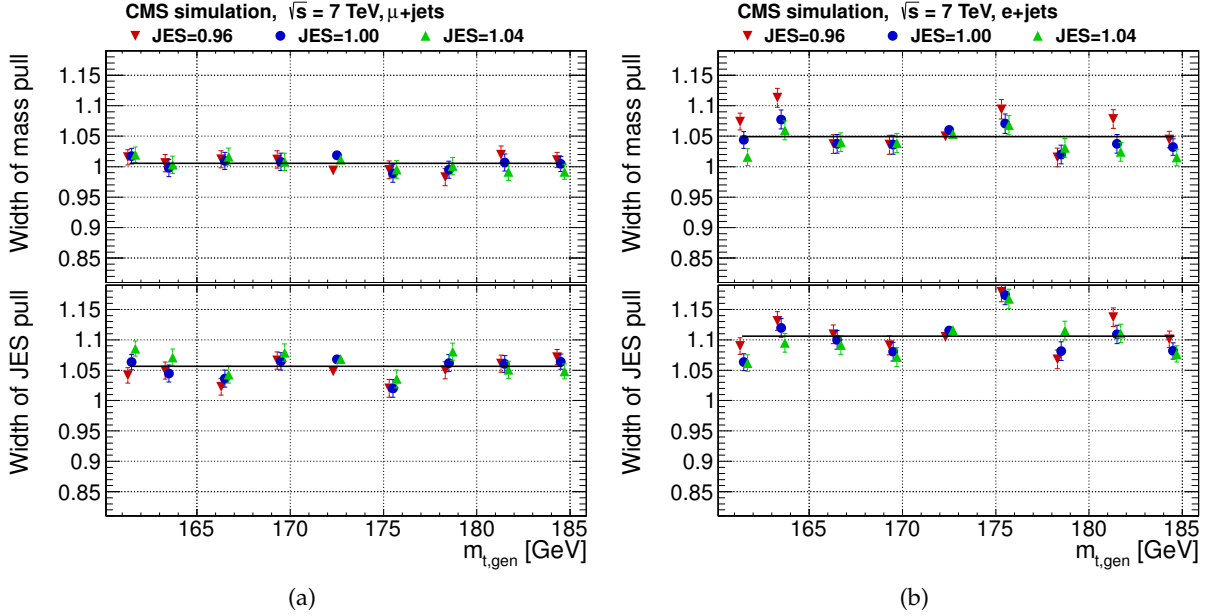 CMS simulation, √s = 7 TeV, μ+jets
JES=0.96 JES=1.00 JES=1.04
Width of mass pull
1.15
1.1
1.05
1
0.95
0.9
0.85
Width of JES pull
1.15
1.1
1.05
1
0.95
0.9
0.85
165 170 175 180 185
m_{t,gen} [GeV]
(a)
CMS simulation, √s = 7 TeV, e+jets
JES=0.96 JES=1.00 JES=1.04
Width of mass pull
1.15
1.1
1.05
1
0.95
0.9
0.85
Width of JES pull
1.15
1.1
1.05
1
0.95
0.9
0.85
165 170 175 180 185
m_{t,gen} [GeV]
(b)